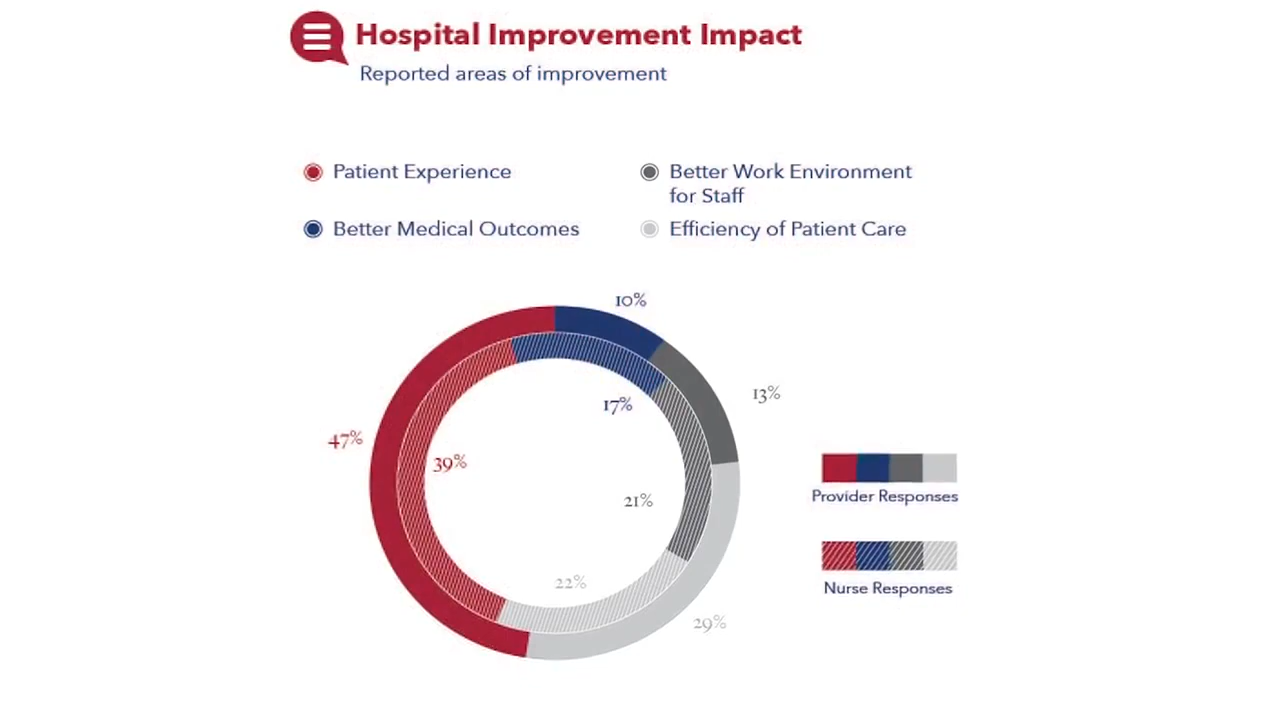 Hospital Improvement Impact
Reported areas of improvement
Patient Experience
Better Work Environment
for Staff
Better Medical Outcomes
Efficiency of Patient Care
10%
13%
17%
47%
39%
21%
22%
29%
Provider Responses
Nurse Responses